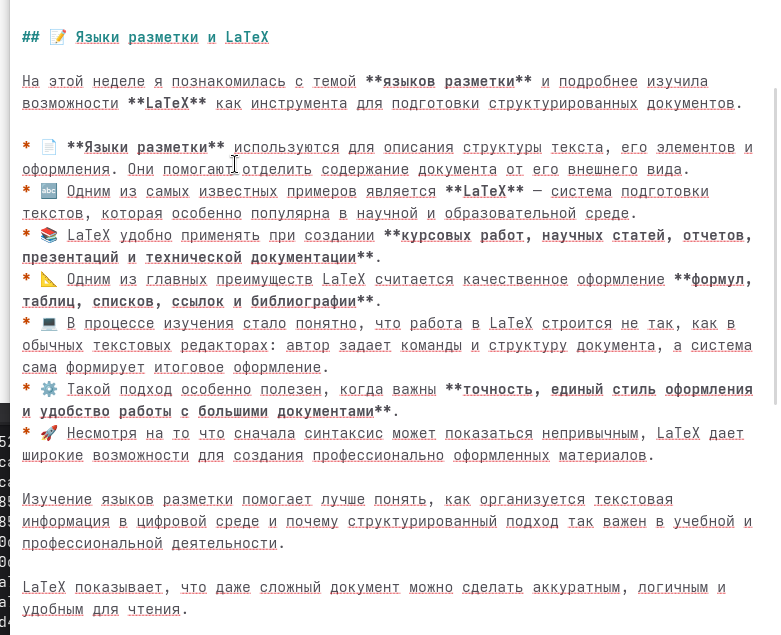 ## 📝 Языки разметки и LaTeX
На этой неделе я познакомилась с темой **языков разметки** и подробнее изучила
возможности **LaTeX** как инструмента для подготовки структурированных документов.
* 📄 **Языки разметки** используются для описания структуры текста, его элементов и
оформления. Они помогают отделить содержание документа от его внешнего вида.
* 🔤 Одним из самых известных примеров является **LaTeX** — система подготовки
текстов, которая особенно популярна в научной и образовательной среде.
* 📚 LaTeX удобно применять при создании **курсовых работ, научных статей, отчетов,
презентаций и технической документации**.
* 📐 Одним из главных преимуществ LaTeX считается качественное оформление **формул,
таблиц, списков, ссылок и библиографии**.
* 💻 В процессе изучения стало понятно, что работа в LaTeX строится не так, как в
обычных текстовых редакторах: автор задает команды и структуру документа, а система
сама формирует итоговое оформление.
* ⚙️ Такой подход особенно полезен, когда важны **точность, единый стиль оформления
и удобство работы с большими документами**.
* 🚀 Несмотря на то что сначала синтаксис может показаться непривычным, LaTeX дает
широкие возможности для создания профессионально оформленных материалов.
Изучение языков разметки помогает лучше понять, как организуется текстовая
информация в цифровой среде и почему структурированный подход так важен в учебной и
профессиональной деятельности.
LaTeX показывает, что даже сложный документ можно сделать аккуратным, логичным и
удобным для чтения.